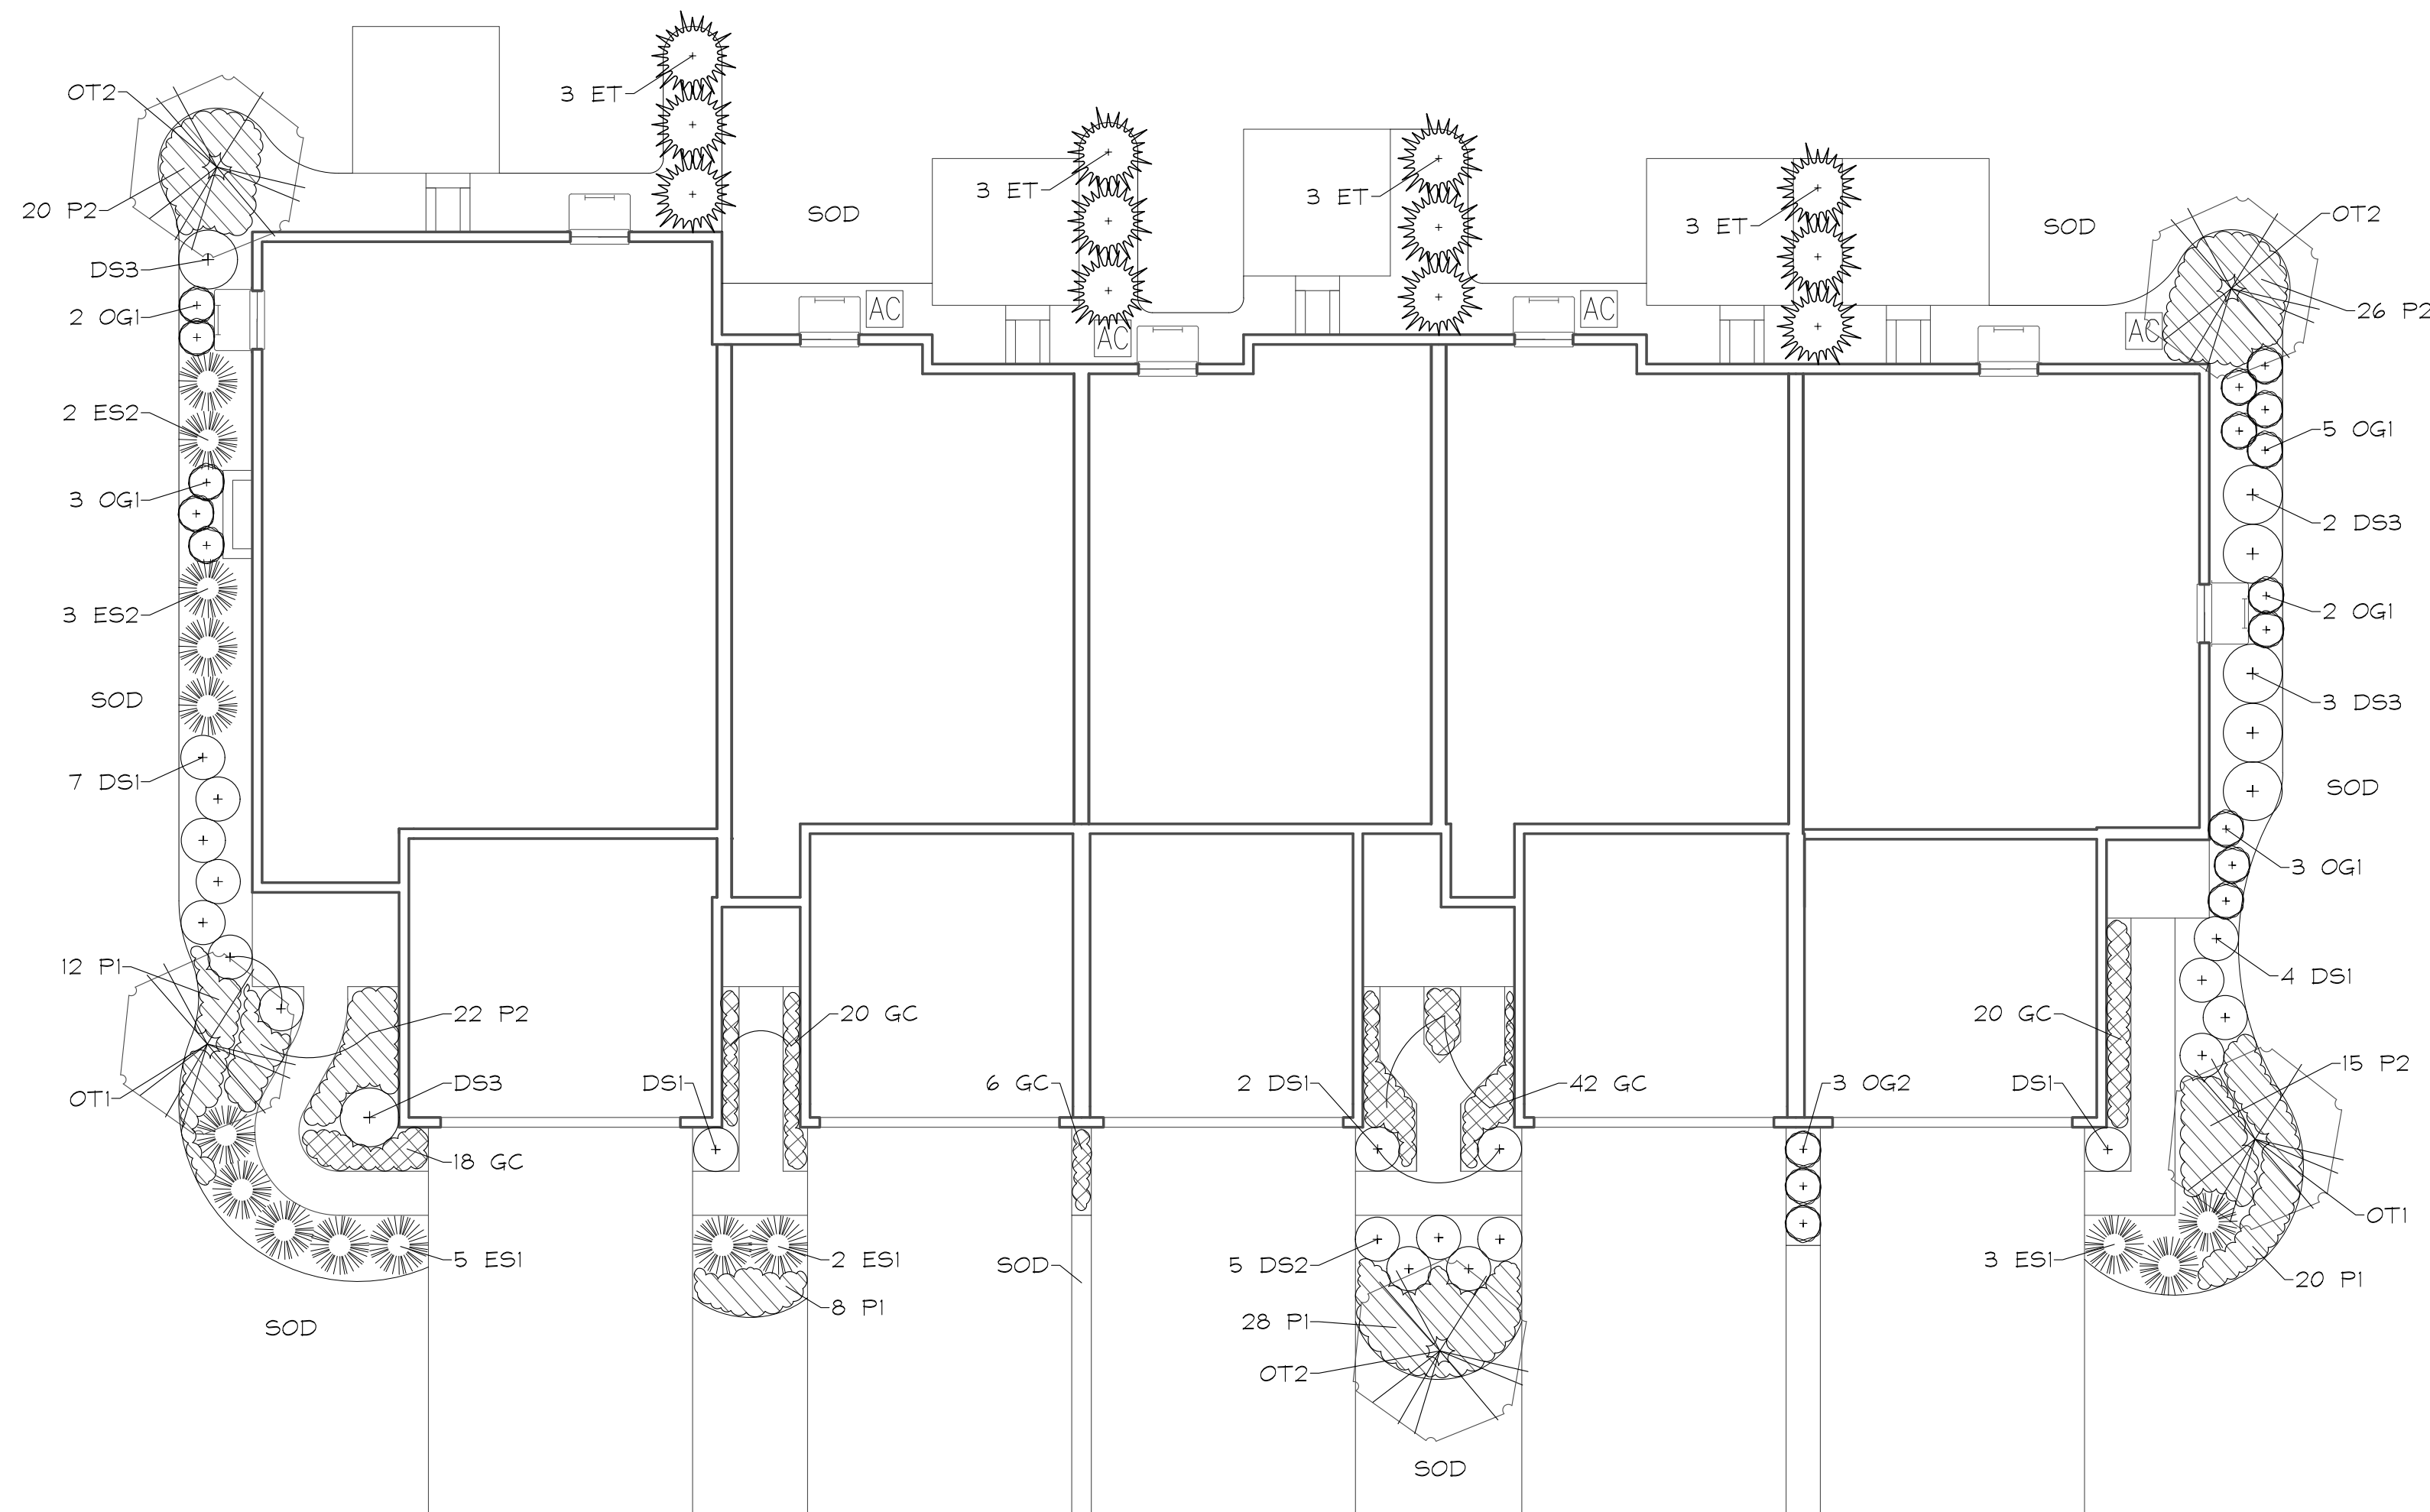 OT2
3 ET
20 P2
3 ET
3 ET
SOD
3 ET
SOD
OT2
DS3
2 OG1
AC
AC
AC
AC
26 P2
2 ES2
5 OG1
3 OG1
2 DS3
3 ES2
2 OG1
SOD
3 DS3
7 DS1
SOD
3 OG1
12 P1
4 DS1
22 P2
20 GC
20 GC
OT1
DS3
DS1
6 GC
2 DS1
42 GC
3 OG2
DS1
15 P2
18 GC
OT1
5 ES1
2 ES1
SOD
5 DS2
3 ES1
20 P1
8 P1
SOD
28 P1
OT2
SOD